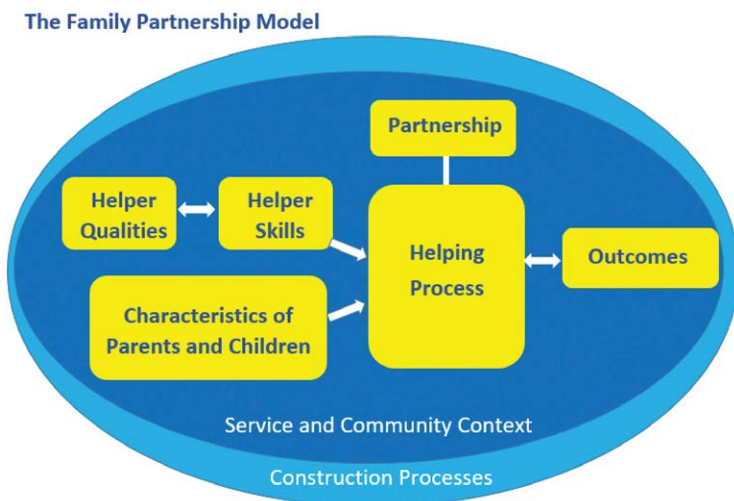 The Family Partnership Model
Partnership
Helper
Qualities
Helper
Skills
Helping
Process
Outcomes
Characteristics of
Parents and Children
Service and Community Context
Construction Processes